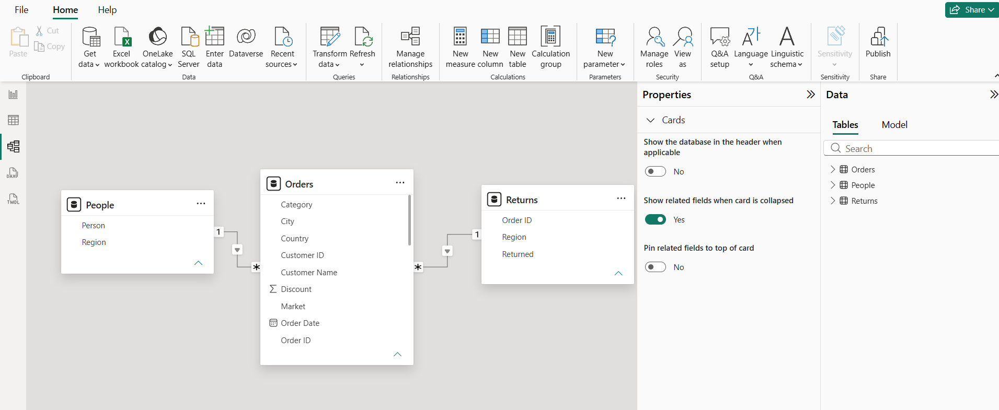 File Home Help
Share
Paste
Cut
Copy
Clipboard
Get data
Excel workbook
OneLake catalog
SQL Server
Enter data
Dataverse
Recent sources
Data
Transform data
Refresh
Queries
Manage relationships
Relationships
New measure
New column
New table
Calculation group
Calculations
New parameter
Parameters
Manage roles
View as
Security
Q&A setup
Language
Linguistic schema
Q&A
Sensitivity
Sensitivity
Publish
Share
DAX
TMDL
People
Person
Region
1
*
Orders
Category
City
Country
Customer ID
Customer Name
Discount
Market
Order Date
Order ID
*
1
Returns
Order ID
Region
Returned
Properties
Cards
Show the database in the header when
applicable
No
Show related fields when card is collapsed
Yes
Pin related fields to top of card
No
Data
Tables Model
Search
Orders
People
Returns